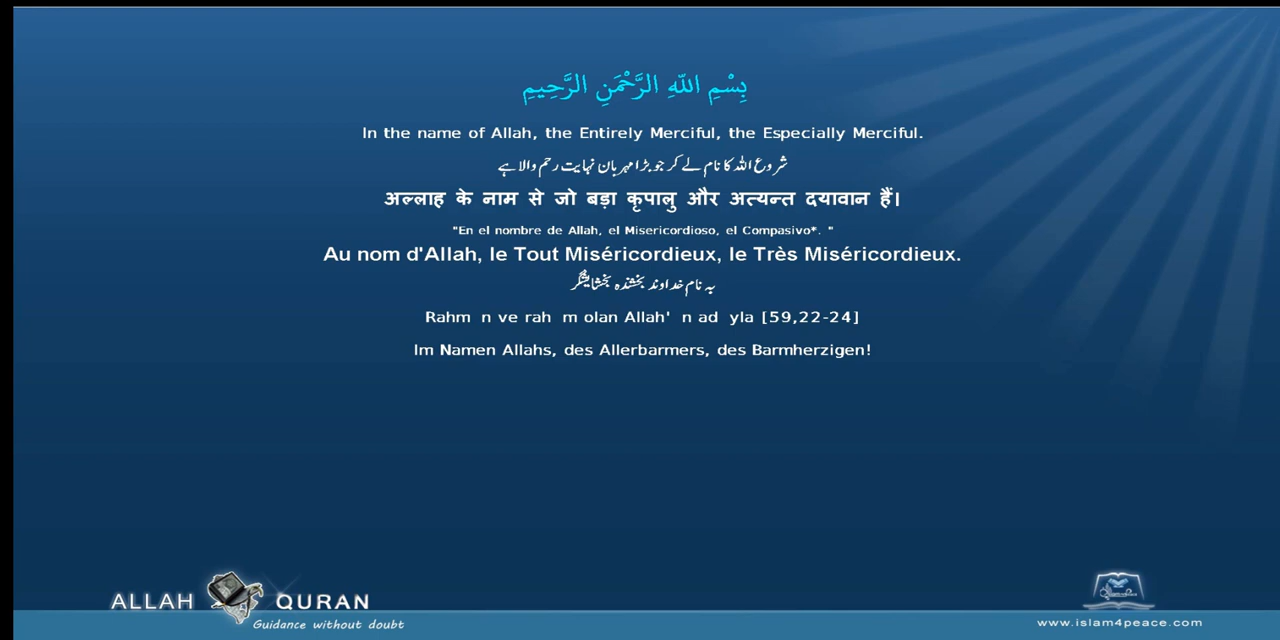 بِسْمِ اللّهِ الرَّحْمَنِ الرَّحِيمِ
In the name of Allah, the Entirely Merciful, the Especially Merciful.
شروع الله کا نام لے کر جو بڑا مہربان نہایت رحم والا ہے
अल्लाह के नाम से जो बड़ा कृपालु और अत्यन्त दयावान हैं।
"En el nombre de Allah, el Misericordioso, el Compasivo*. "
Au nom d'Allah, le Tout Miséricordieux, le Très Miséricordieux.
به نام خداوند بخشنده بخشایشگر
Rahm n ve rah m olan Allah' n ad yla [59,22-24]
Im Namen Allahs, des Allerbarmers, des Barmherzigen!
ALLAH QURAN
Guidance without doubt
www.islam4peace.com